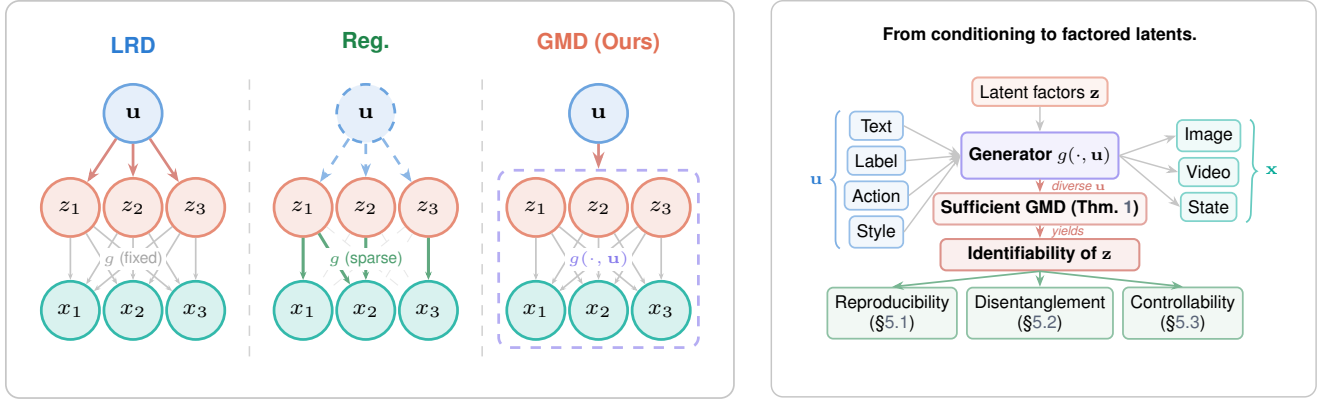 LRD
Reg.
GMD (Ours)
u
u
u
z₁ z₂ z₃
z₁ z₂ z₃
z₁ z₂ z₃
g (fixed)
g (sparse)
g(·, u)
x₁ x₂ x₃
x₁ x₂ x₃
x₁ x₂ x₃
From conditioning to factored latents.
Latent factors z
u
Text
Label
Action
Style
Generator g(·, u)
Image
Video
State
x
diverse u
Sufficient GMD (Thm. 1)
yields
Identifiability of z
Reproducibility
(§5.1)
Disentanglement
(§5.2)
Controllability
(§5.3)